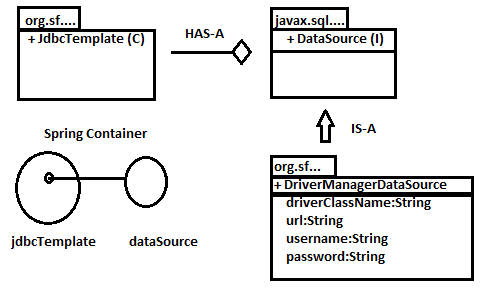 org.sf....
+ JdbcTemplate (C)
HAS-A
javax.sql....
+ DataSource (I)
IS-A
Spring Container
jdbcTemplate
dataSource
org.sf...
+ DriverManagerDataSource
driverClassName:String
url:String
username:String
password:String